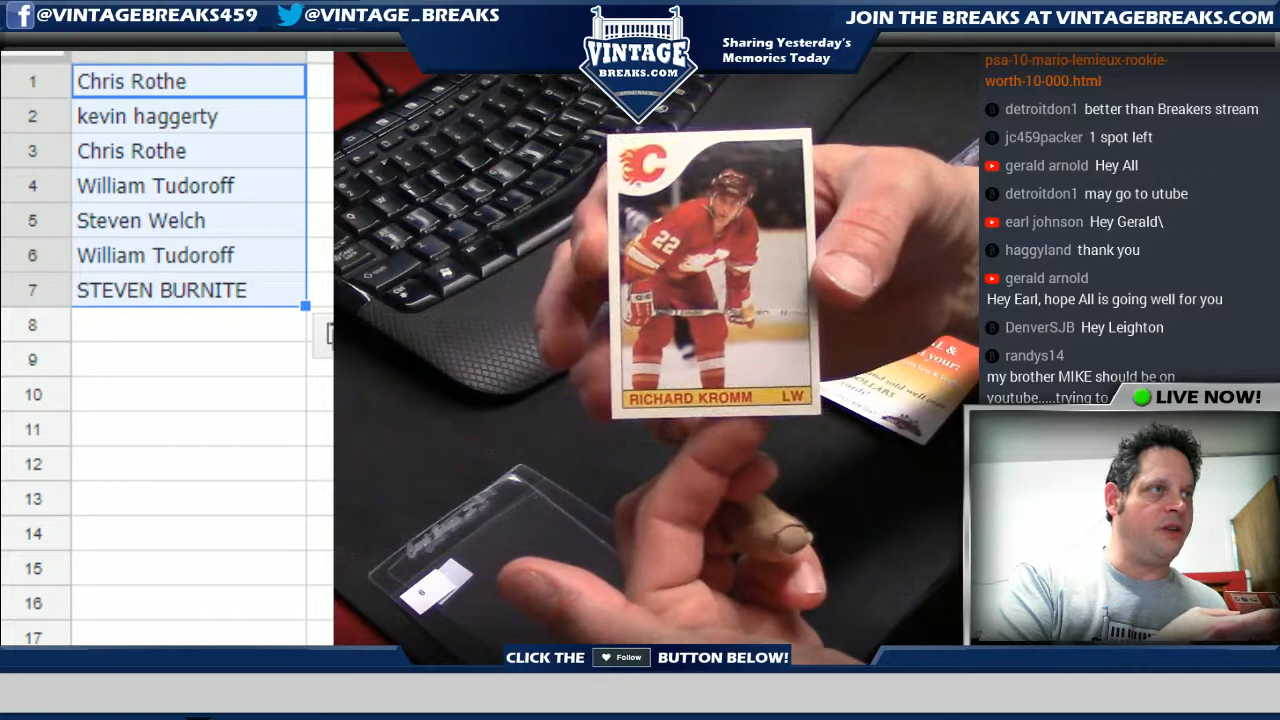 @VINTAGEBREAKS459 @VINTAGE_BREAKS
JOIN THE BREAKS AT VINTAGEBREAKS.COM
VINTAGE
BREAKS.COM
Sharing Yesterday's
Memories Today
1 Chris Rothe
2 kevin haggerty
3 Chris Rothe
4 William Tudoroff
5 Steven Welch
6 William Tudoroff
7 STEVEN BURNITE
8
9
10
11
12
13
14
15
16
17
C
22
RICHARD KROMM LW
DOLLARS
6
psa-10-mario-lemieux-rookie-
worth-10-000.html
detroitdon1 better than Breakers stream
jc459packer 1 spot left
gerald arnold Hey All
detroitdon1 may go to utube
earl johnson Hey Gerald\
haggyland thank you
gerald arnold
Hey Earl, hope All is going well for you
DenverSJB Hey Leighton
randys14
my brother MIKE should be on
youtube.....trying to
LIVE NOW!
CLICK THE Follow BUTTON BELOW!